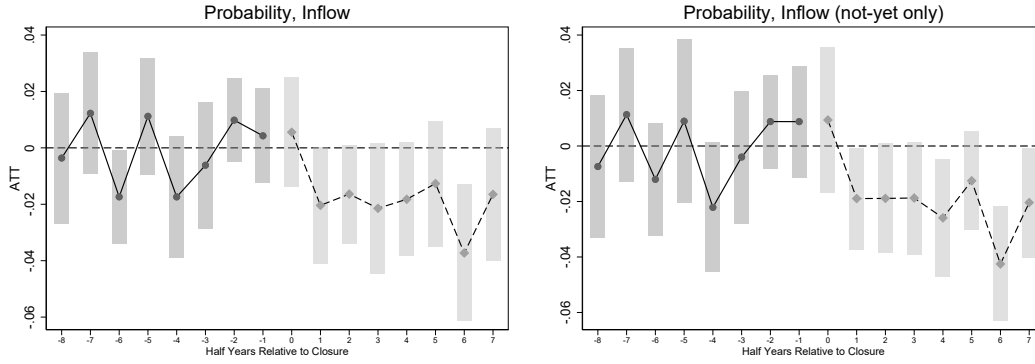 Probability, Inflow
.04
.02
0
-.02
-.04
-.06
ATT
-8 -7 -6 -5 -4 -3 -2 -1 0 1 2 3 4 5 6 7
Half Years Relative to Closure
Probability, Inflow (not-yet only)
.04
.02
0
-.02
-.04
-.06
ATT
-8 -7 -6 -5 -4 -3 -2 -1 0 1 2 3 4 5 6 7
Half Years Relative to Closure